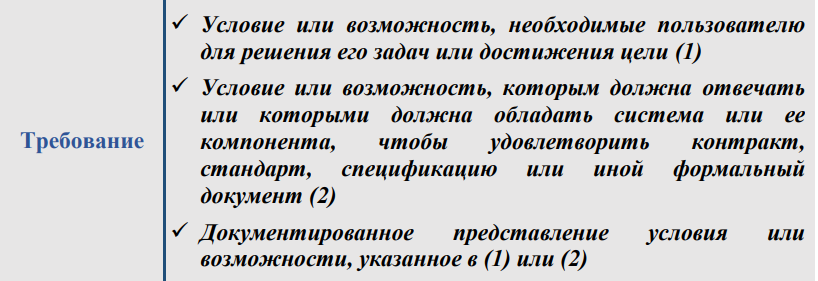 Требование
✓ Условие или возможность, необходимые пользователю
для решения его задач или достижения цели (1)
✓ Условие или возможность, которым должна отвечать
или которыми должна обладать система или ее
компонента, чтобы удовлетворить контракт,
стандарт, спецификацию или иной формальный
документ (2)
✓ Документированное представление условия или
возможности, указанное в (1) или (2)